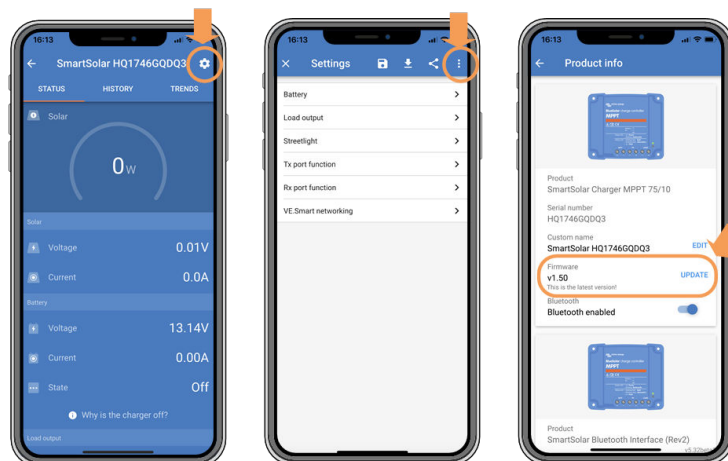 16:13
SmartSolar HQ1746GQDQ3
STATUS
HISTORY
TRENDS
Solar
0W
Solar
Voltage
0.01V
Current
0.0A
Battery
Voltage
13.14V
Current
0.00A
State
Off
Why is the charger off?
Load output
16:13
Settings
Battery
Load output
Streetlight
Tx port function
Rx port function
VE.Smart networking
16:13
Product info
MPPT
Product
SmartSolar Charger MPPT 75/10
Serial number
HQ1746GQDQ3
Custom name
SmartSolar HQ1746GQDQ3
EDIT
Firmware
v1.50
UPDATE
This is the latest version!
Bluetooth
Bluetooth enabled
MPPT
Product
SmartSolar Bluetooth Interface (Rev2)